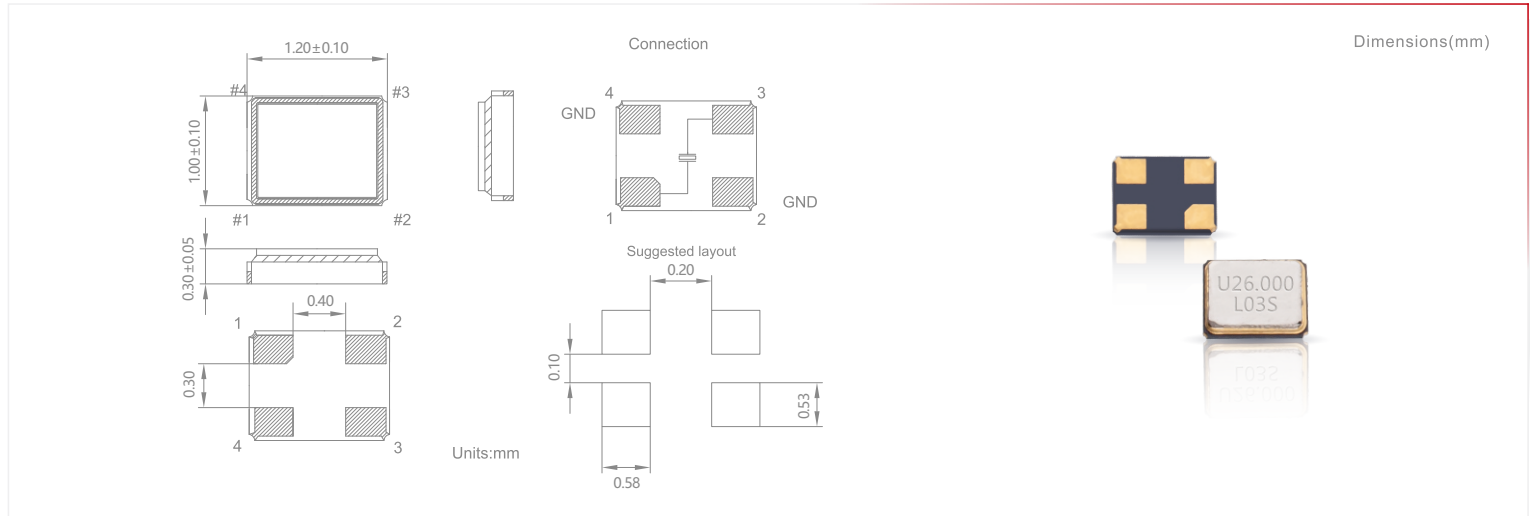 Dimensions(mm)
1.20±0.10
#4
#3
1.00±0.10
#1
#2
0.30±0.05
0.40
1
2
0.30
4
3
Units:mm
Connection
4
3
GND
1
2
GND
Suggested layout
0.20
0.10
0.53
0.58
U26.000
L03S